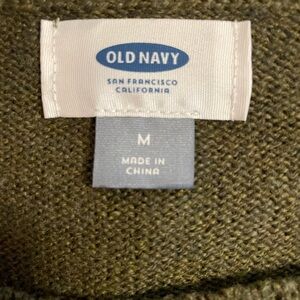 OLD NAVY
SAN FRANCISCO
CALIFORNIA
M
MADE IN
CHINA